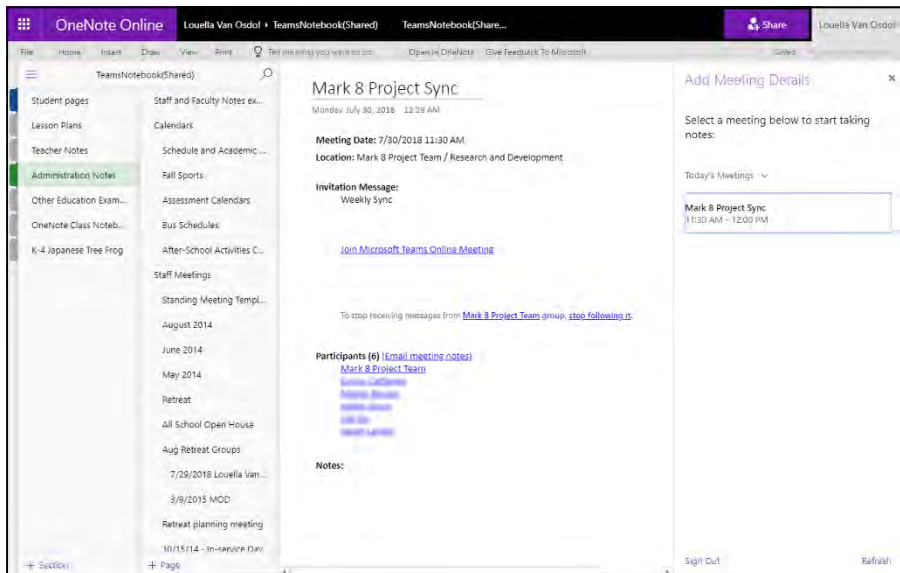 OneNote Online
Louella Van Osdol ▸ TeamsNotebook(Shared)
TeamsNotebook(Share...
Share
Louella Van Osdol
File Home Insert Draw View Print Tell me what you want to do Open in OneNote Give Feedback To Microsoft Saved
TeamsNotebook(Shared)
Student pages
Lesson Plans
Teacher Notes
Administration Notes
Other Education Exam...
OneNote Class Noteb...
K-4 Japanese Tree Frog
+ Section
Staff and Faculty Notes ex...
Calendars
Schedule and Academic ...
Fall Sports
Assessment Calendars
Bus Schedules
After-School Activities C...
Staff Meetings
Standing Meeting Templ...
August 2014
June 2014
May 2014
Retreat
All School Open House
Aug Retreat Groups
7/29/2018 Louella Van...
3/9/2015 MOD
Retreat planning meeting
10/15/14 - In-service Day
+ Page
Mark 8 Project Sync
Monday, July 30, 2018 12:29 AM
Meeting Date: 7/30/2018 11:30 AM
Location: Mark 8 Project Team / Research and Development
Invitation Message:
Weekly Sync
Join Microsoft Teams Online Meeting
To stop receiving messages from Mark 8 Project Team group, stop following it.
Participants (6) (Email meeting notes)
Mark 8 Project Team
Notes:
Add Meeting Details
×
Select a meeting below to start taking
notes:
Today's Meetings
Mark 8 Project Sync
11:30 AM - 12:00 PM
Sign Out
Refresh